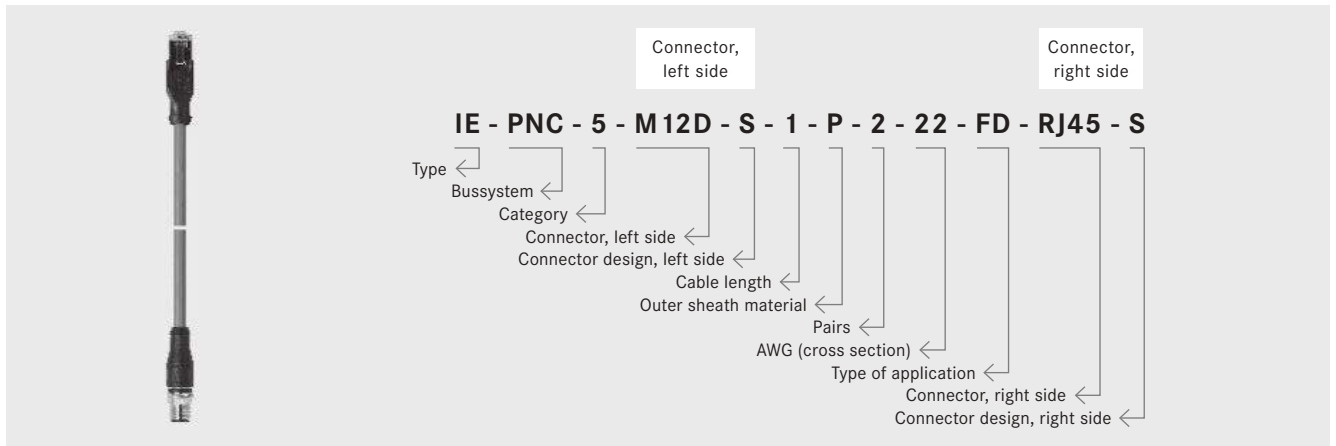 Connector,
left side
Connector,
right side
IE - PNC - 5 - M12D - S - 1 - P - 2 - 22 - FD - RJ45 - S
Type
Bussystem
Category
Connector, left side
Connector design, left side
Cable length
Outer sheath material
Pairs
AWG (cross section)
Type of application
Connector, right side
Connector design, right side